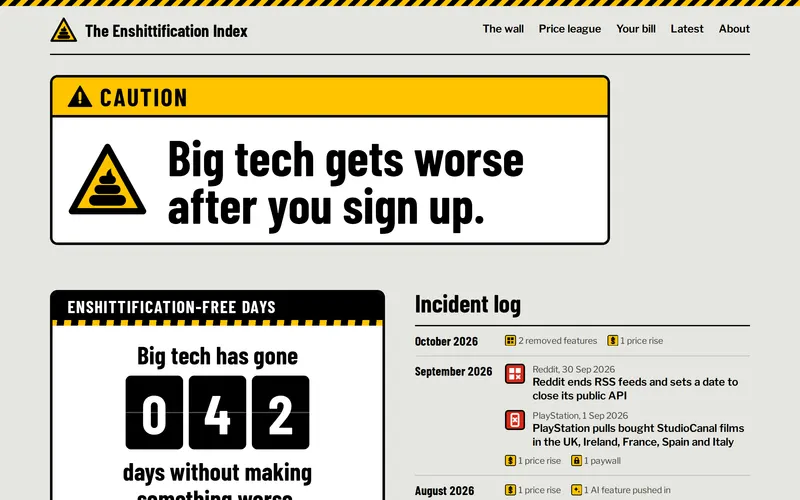 The Enshittification Index
The wall
Price league
Your bill
Latest
About
CAUTION
Big tech gets worse
after you sign up.
ENSHITTIFICATION-FREE DAYS
Big tech has gone
0 4 2
days without making
something worse
Incident log
October 2026
2 removed features
1 price rise
September 2026
Reddit, 30 Sep 2026
Reddit ends RSS feeds and sets a date to
close its public API
PlayStation, 1 Sep 2026
PlayStation pulls bought StudioCanal films
in the UK, Ireland, France, Spain and Italy
1 price rise
1 paywall
August 2026
1 price rise
1 AI feature pushed in